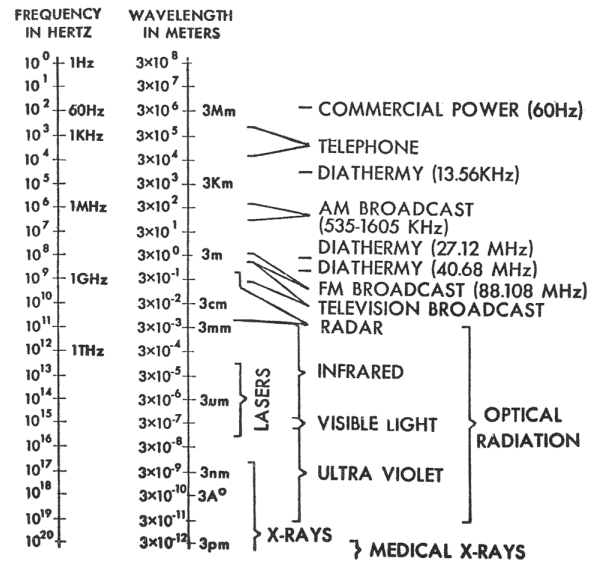 FREQUENCY WAVELENGTH
IN HERTZ IN METERS
10⁰ 1Hz 3×10⁸
10¹ 3×10⁷
10² 60Hz 3×10⁶ 3Mm COMMERCIAL POWER (60Hz)
10³ 1KHz 3×10⁵
TELEPHONE
10⁴ 3×10⁴
DIATHERMY (13.56KHz)
10⁵ 3×10³ 3Km
10⁶ 1MHz 3×10² AM BROADCAST
(535-1605 KHz)
10⁷ 3×10¹
DIATHERMY (27.12 MHz)
10⁸ 3×10⁰ 3m
DIATHERMY (40.68 MHz)
10⁹ 1GHz 3×10⁻¹
FM BROADCAST (88.108 MHz)
10¹⁰ 3×10⁻² 3cm
TELEVISION BROADCAST
10¹¹ 3×10⁻³ 3mm RADAR
10¹² 1THz 3×10⁻⁴
10¹³ 3×10⁻⁵ INFRARED
10¹⁴ 3×10⁻⁶ 3um LASERS
10¹⁵ 3×10⁻⁷ VISIBLE LIGHT OPTICAL
RADIATION
10¹⁶ 3×10⁻⁸
10¹⁷ 3×10⁻⁹ 3nm ULTRA VIOLET
10¹⁸ 3×10⁻¹⁰ 3A°
10¹⁹ 3×10⁻¹¹
X-RAYS
10²⁰ 3×10⁻¹² 3pm MEDICAL X-RAYS